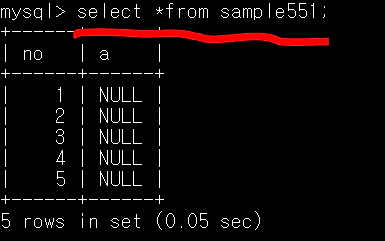 mysql> select *from sample551;
+------+------+
| no | a |
+------+------+
| 1 | NULL |
| 2 | NULL |
| 3 | NULL |
| 4 | NULL |
| 5 | NULL |
+------+------+
5 rows in set (0.05 sec)